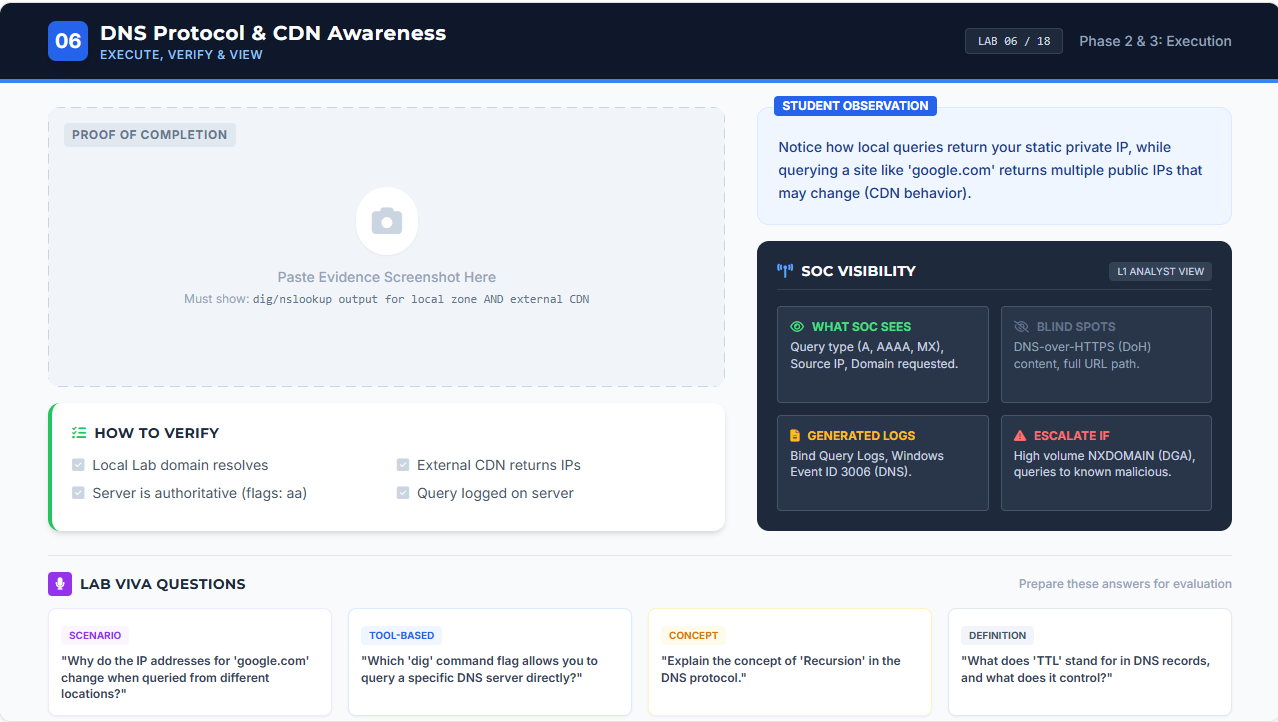 06
DNS Protocol & CDN Awareness
EXECUTE, VERIFY & VIEW
LAB 06 / 18
Phase 2 & 3: Execution
PROOF OF COMPLETION
Paste Evidence Screenshot Here
Must show: dig/nslookup output for local zone AND external CDN
HOW TO VERIFY
Local Lab domain resolves
External CDN returns IPs
Server is authoritative (flags: aa)
Query logged on server
STUDENT OBSERVATION
Notice how local queries return your static private IP, while
querying a site like 'google.com' returns multiple public IPs that
may change (CDN behavior).
SOC VISIBILITY
L1 ANALYST VIEW
WHAT SOC SEES
Query type (A, AAAA, MX),
Source IP, Domain requested.
BLIND SPOTS
DNS-over-HTTPS (DoH)
content, full URL path.
GENERATED LOGS
Bind Query Logs, Windows
Event ID 3006 (DNS).
ESCALATE IF
High volume NXDOMAIN (DGA),
queries to known malicious.
LAB VIVA QUESTIONS
Prepare these answers for evaluation
SCENARIO
"Why do the IP addresses for 'google.com'
change when queried from different
locations?"
TOOL-BASED
"Which 'dig' command flag allows you to
query a specific DNS server directly?"
CONCEPT
"Explain the concept of 'Recursion' in the
DNS protocol."
DEFINITION
"What does 'TTL' stand for in DNS records,
and what does it control?"